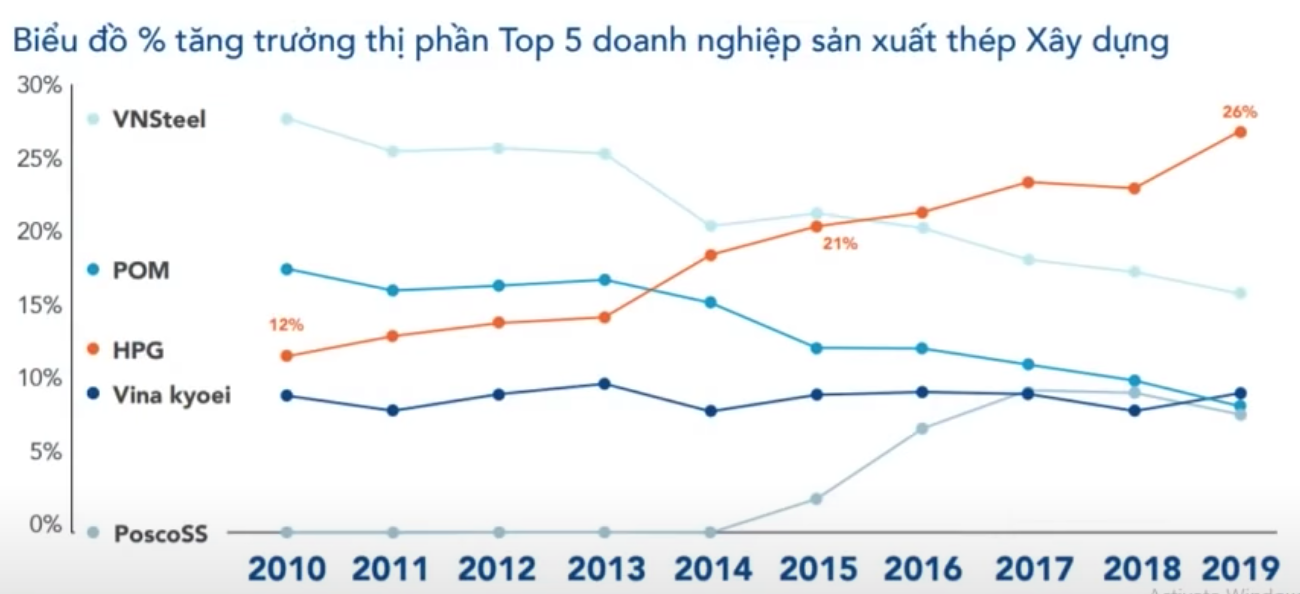 Biểu đồ % tăng trưởng thị phần Top 5 doanh nghiệp sản xuất thép Xây dựng
30%
VNSteel
26%
25%
20%
21%
POM
15%
12%
HPG
10%
Vina kyoei
5%
0%
PoscoSS
2010 2011 2012 2013 2014 2015 2016 2017 2018 2019